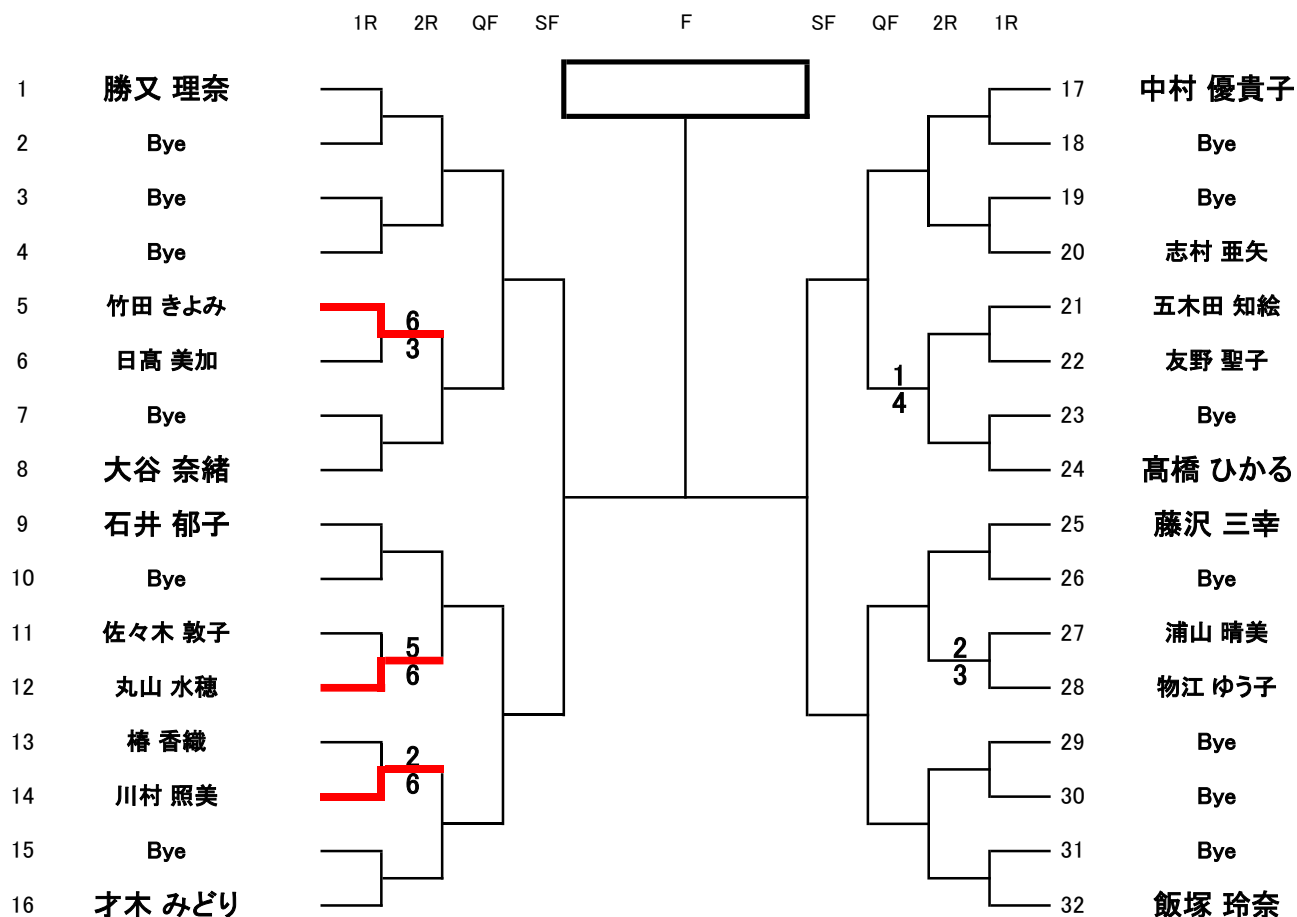 1R 2R QF SF F SF QF 2R 1R
1 勝又 理奈 17 中村 優貴子
2 Bye 18 Bye
3 Bye 19 Bye
4 Bye 20 志村 亜矢
5 竹田 きよみ 21 五木田 知絵
6
3
6 日髙 美加 22 友野 聖子
1
4
7 Bye 23 Bye
8 大谷 奈緒 24 髙橋 ひかる
9 石井 郁子 25 藤沢 三幸
10 Bye 26 Bye
11 佐々木 敦子 27 浦山 晴美
5 2
6 3
12 丸山 水穂 28 物江 ゆう子
13 椿 香織 29 Bye
2
6
14 川村 照美 30 Bye
15 Bye 31 Bye
16 才木 みどり 32 飯塚 玲奈